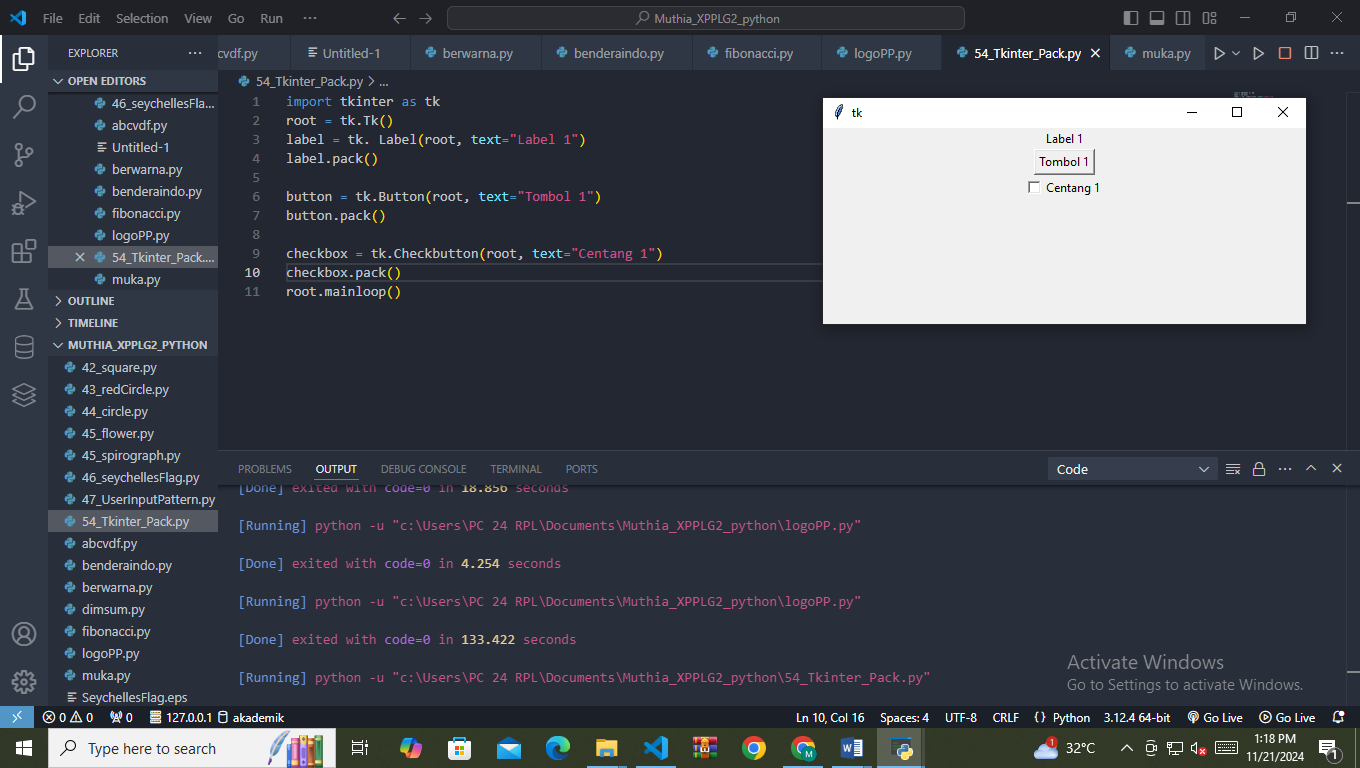 File Edit Selection View Go Run ··· Muthia_XPPLG2_python
EXPLORER ···
OPEN EDITORS
46_seychellesFla...
abcvdf.py
Untitled-1
berwarna.py
benderaindo.py
fibonacci.py
logoPP.py
54_Tkinter_Pack....
muka.py
OUTLINE
TIMELINE
MUTHIA_XPPLG2_PYTHON
42_square.py
43_redCircle.py
44_circle.py
45_flower.py
45_spirograph.py
46_seychellesFlag.py
47_UserInputPattern.py
54_Tkinter_Pack.py
abcvdf.py
benderaindo.py
berwarna.py
dimsum.py
fibonacci.py
logoPP.py
muka.py
SeychellesFlag.eps
cvdf.py Untitled-1 berwarna.py benderaindo.py fibonacci.py logoPP.py 54_Tkinter_Pack.py muka.py
54_Tkinter_Pack.py > ...
1 import tkinter as tk
2 root = tk.Tk()
3 label = tk. Label(root, text="Label 1")
4 label.pack()
5
6 button = tk.Button(root, text="Tombol 1")
7 button.pack()
8
9 checkbox = tk.Checkbutton(root, text="Centang 1")
10 checkbox.pack()
11 root.mainloop()
tk
Label 1
Tombol 1
Centang 1
PROBLEMS OUTPUT DEBUG CONSOLE TERMINAL PORTS Code
[Done] exited with code=0 in 18.856 seconds
[Running] python -u "c:\Users\PC 24 RPL\Documents\Muthia_XPPLG2_python\logoPP.py"
[Done] exited with code=0 in 4.254 seconds
[Running] python -u "c:\Users\PC 24 RPL\Documents\Muthia_XPPLG2_python\logoPP.py"
[Done] exited with code=0 in 133.422 seconds
[Running] python -u "c:\Users\PC 24 RPL\Documents\Muthia_XPPLG2_python\54_Tkinter_Pack.py"
Activate Windows
Go to Settings to activate Windows.
0 0 0 127.0.0.1 akademik Ln 10, Col 16 Spaces: 4 UTF-8 CRLF {} Python 3.12.4 64-bit Go Live Go Live
Type here to search
M
W
1
32°C
1:18 PM
11/21/2024
1